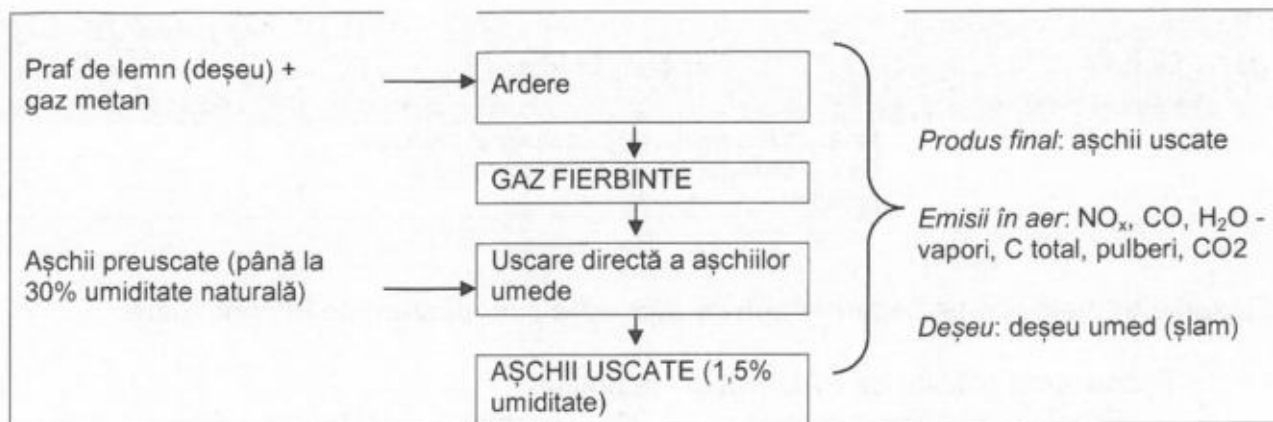 Praf de lemn (deșeu) +
gaz metan
Ardere
GAZ FIERBINTE
Așchii preuscate (până la
30% umiditate naturală)
Uscare directă a așchiilor
umede
AȘCHII USCATE (1,5%
umiditate)
Produs final: așchii uscate
Emisii în aer: NOₓ, CO, H₂O -
vapori, C total, pulberi, CO2
Deșeu: deșeu umed (șlam)